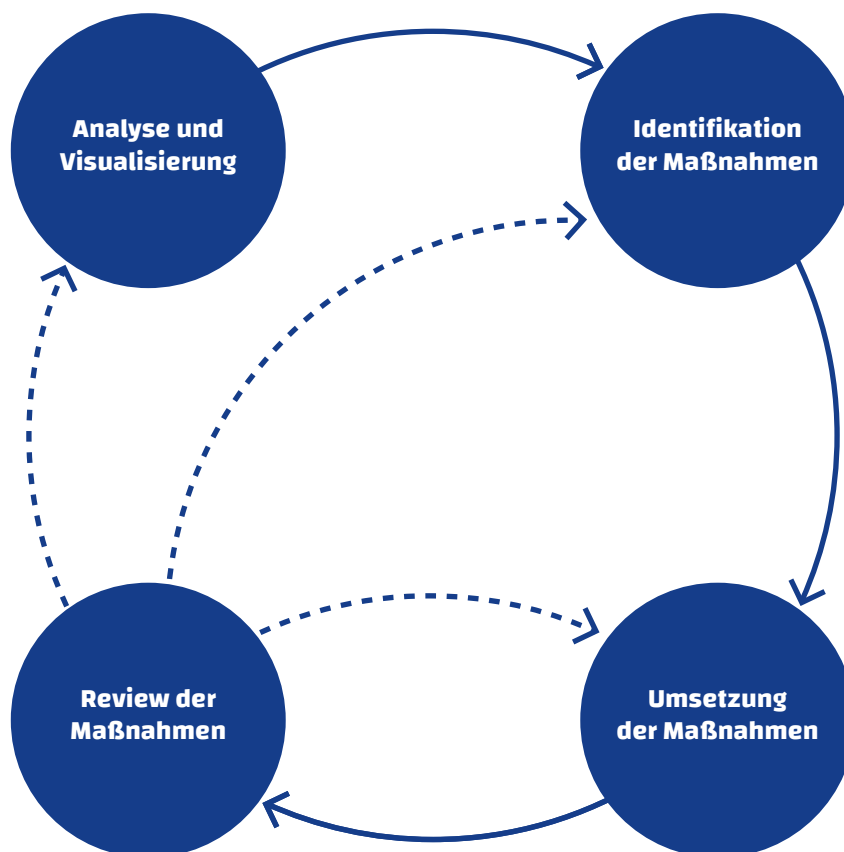 Analyse und
Visualisierung
Identifikation
der Maßnahmen
Review der
Maßnahmen
Umsetzung
der Maßnahmen